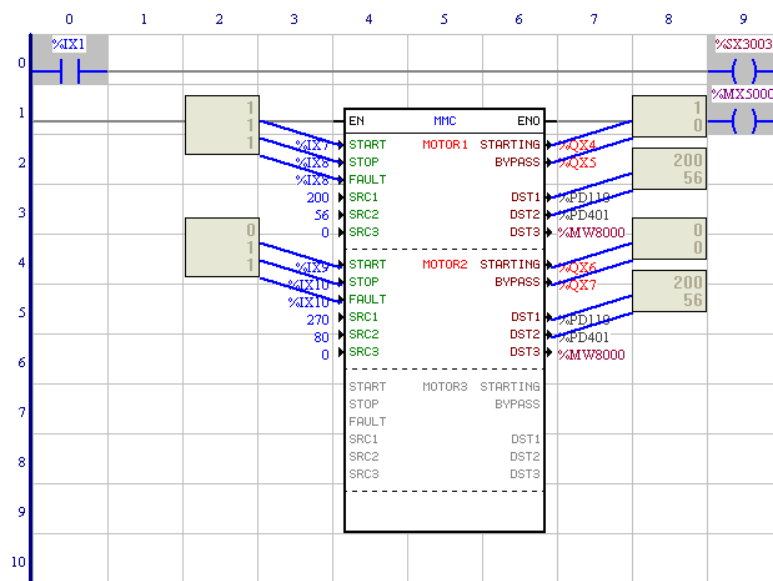 0 1 2 3 4 5 6 7 8 9
0 %IX1 %SX3003
%MX5000
1 1 EN MMC ENO 1
1 0
1
%IX7 START MOTOR1 STARTING %QX4
2 %IX8 STOP BYPASS %QX5 200
%IX8 FAULT 56
200 SRC1 DST1 %PD110
3 56 SRC2 DST2 %PD401
0 SRC3 DST3 %MW8000
0 0
1 0
4 %IX9 START MOTOR2 STARTING %QX6
1 %IX10 STOP BYPASS %QX7 200
%IX10 FAULT 56
5 270 SRC1 DST1 %PD110
80 SRC2 DST2 %PD401
6 0 SRC3 DST3 %MW8000
START MOTOR3 STARTING
7 STOP BYPASS
FAULT
8 SRC1 DST1
SRC2 DST2
SRC3 DST3
9
10